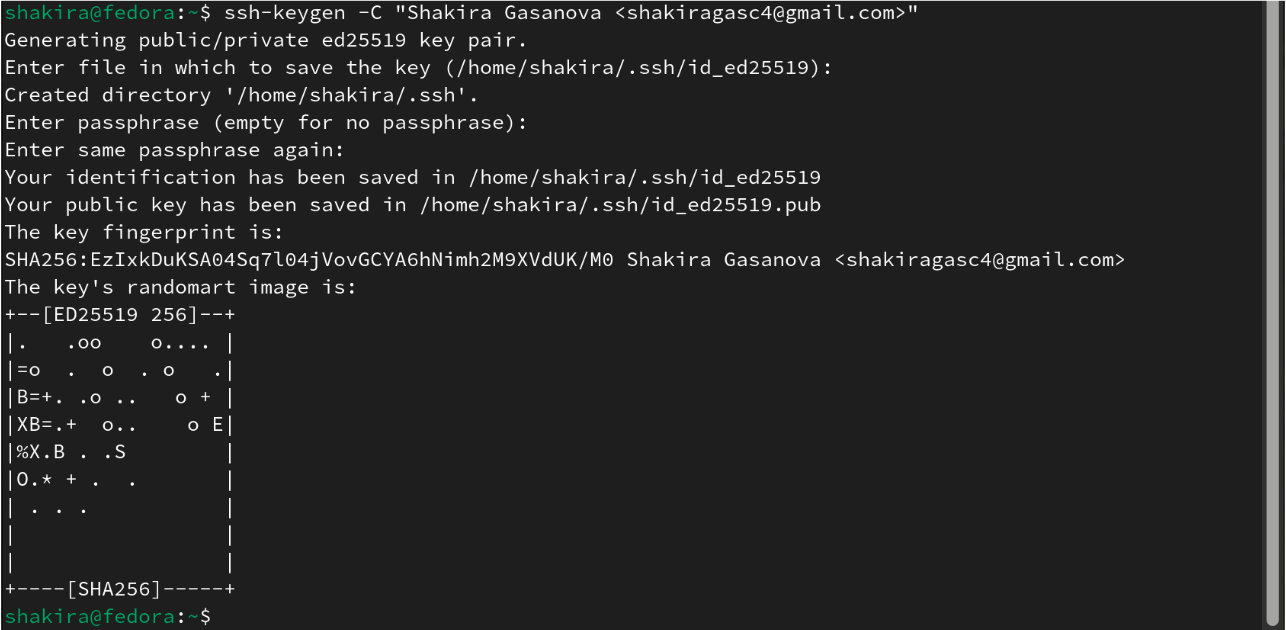 shakira@fedora:~$ ssh-keygen -C "Shakira Gasanova <shakiragasc4@gmail.com>"
Generating public/private ed25519 key pair.
Enter file in which to save the key (/home/shakira/.ssh/id_ed25519):
Created directory '/home/shakira/.ssh'.
Enter passphrase (empty for no passphrase):
Enter same passphrase again:
Your identification has been saved in /home/shakira/.ssh/id_ed25519
Your public key has been saved in /home/shakira/.ssh/id_ed25519.pub
The key fingerprint is:
SHA256:EzIxkDuKSA04Sq7l04jVovGCYA6hNimh2M9XVdUK/M0 Shakira Gasanova <shakiragasc4@gmail.com>
The key's randomart image is:
+--[ED25519 256]--+
|.   .oo    o.... |
|=o  .  o  . o   .|
|B=+. .o ..   o + |
|XB=.+  o..    o E|
|%X.B . .S        |
|O.* + .  .       |
| . . .           |
|                 |
|                 |
+----[SHA256]-----+
shakira@fedora:~$